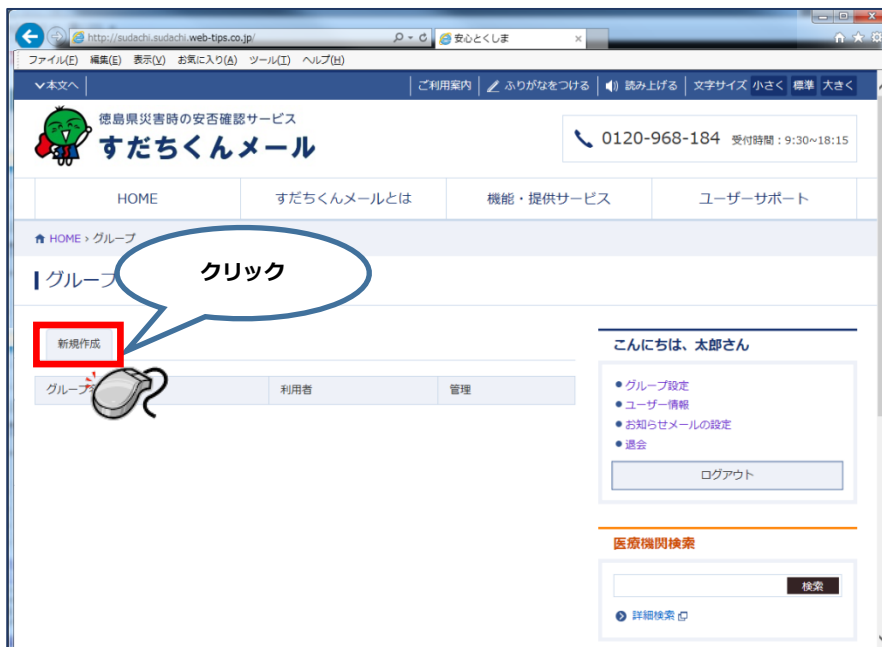 http://sudachi.sudachi.web-tips.co.jp/
安心とくしま
ファイル(F) 編集(E) 表示(V) お気に入り(A) ツール(T) ヘルプ(H)
本文へ ご利用案内 ふりがなをつける 読み上げる 文字サイズ 小さく 標準 大きく
徳島県災害時の安否確認サービス
すだちくんメール
0120-968-184 受付時間：9:30~18:15
HOME すだちくんメールとは 機能・提供サービス ユーザーサポート
HOME › グループ
グループ
クリック
新規作成
グループ 利用者 管理
こんにちは、太郎さん
グループ設定
ユーザー情報
お知らせメールの設定
退会
ログアウト
医療機関検索
検索
詳細検索